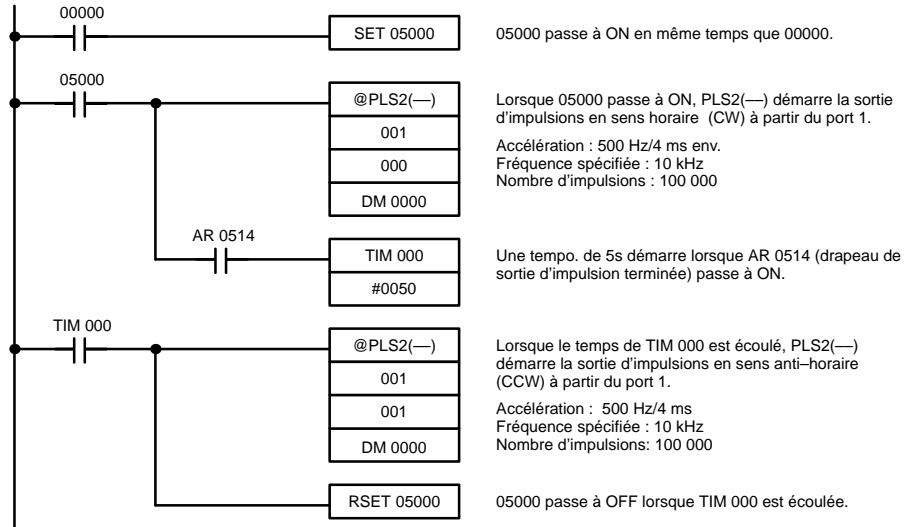 00000
SET 05000
05000 passe à ON en même temps que 00000.
05000
@PLS2(—)
001
000
DM 0000
Lorsque 05000 passe à ON, PLS2(—) démarre la sortie
d'impulsions en sens horaire  (CW) à partir du port 1.
Accélération : 500 Hz/4 ms env.
Fréquence spécifiée : 10 kHz
Nombre d'impulsions : 100 000
AR 0514
TIM 000
#0050
Une tempo. de 5s démarre lorsque AR 0514 (drapeau de
sortie d'impulsion terminée) passe à ON.
TIM 000
@PLS2(—)
001
001
DM 0000
Lorsque le temps de TIM 000 est écoulé, PLS2(—)
démarre la sortie d'impulsions en sens anti–horaire
(CCW) à partir du port 1.
Accélération :  500 Hz/4 ms
Fréquence spécifiée : 10 kHz
Nombre d'impulsions: 100 000
RSET 05000
05000 passe à OFF lorsque TIM 000 est écoulée.